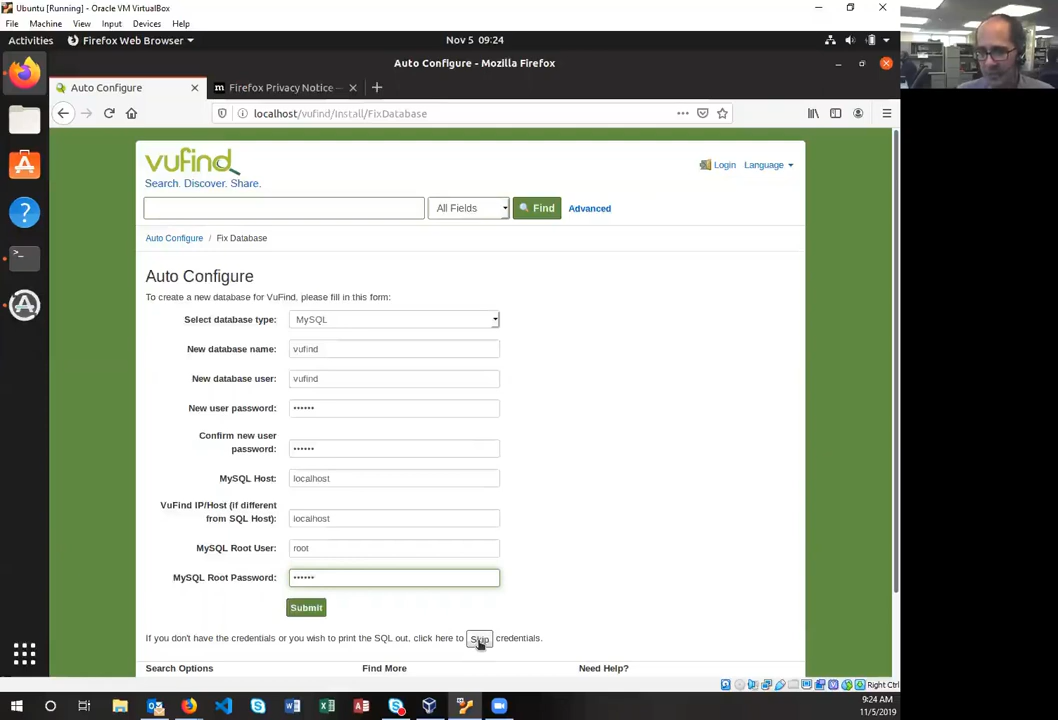 Ubuntu [Running] - Oracle VM VirtualBox
File Machine View Input Devices Help
Activities Firefox Web Browser Nov 5 09:24
Auto Configure - Mozilla Firefox
Auto Configure Firefox Privacy Notice —
localhost/vufind/Install/FixDatabase
vufind
Search. Discover. Share.
Login Language
All Fields Find Advanced
Auto Configure / Fix Database
Auto Configure
To create a new database for VuFind, please fill in this form:
Select database type: MySQL
New database name: vufind
New database user: vufind
New user password: ••••••
Confirm new user
password: ••••••
MySQL Host: localhost
VuFind IP/Host (if different
from SQL Host): localhost
MySQL Root User: root
MySQL Root Password: ••••••
Submit
If you don't have the credentials or you wish to print the SQL out, click here to Skip credentials.
Search Options Find More Need Help?
Right Ctrl
9:24 AM
11/5/2019